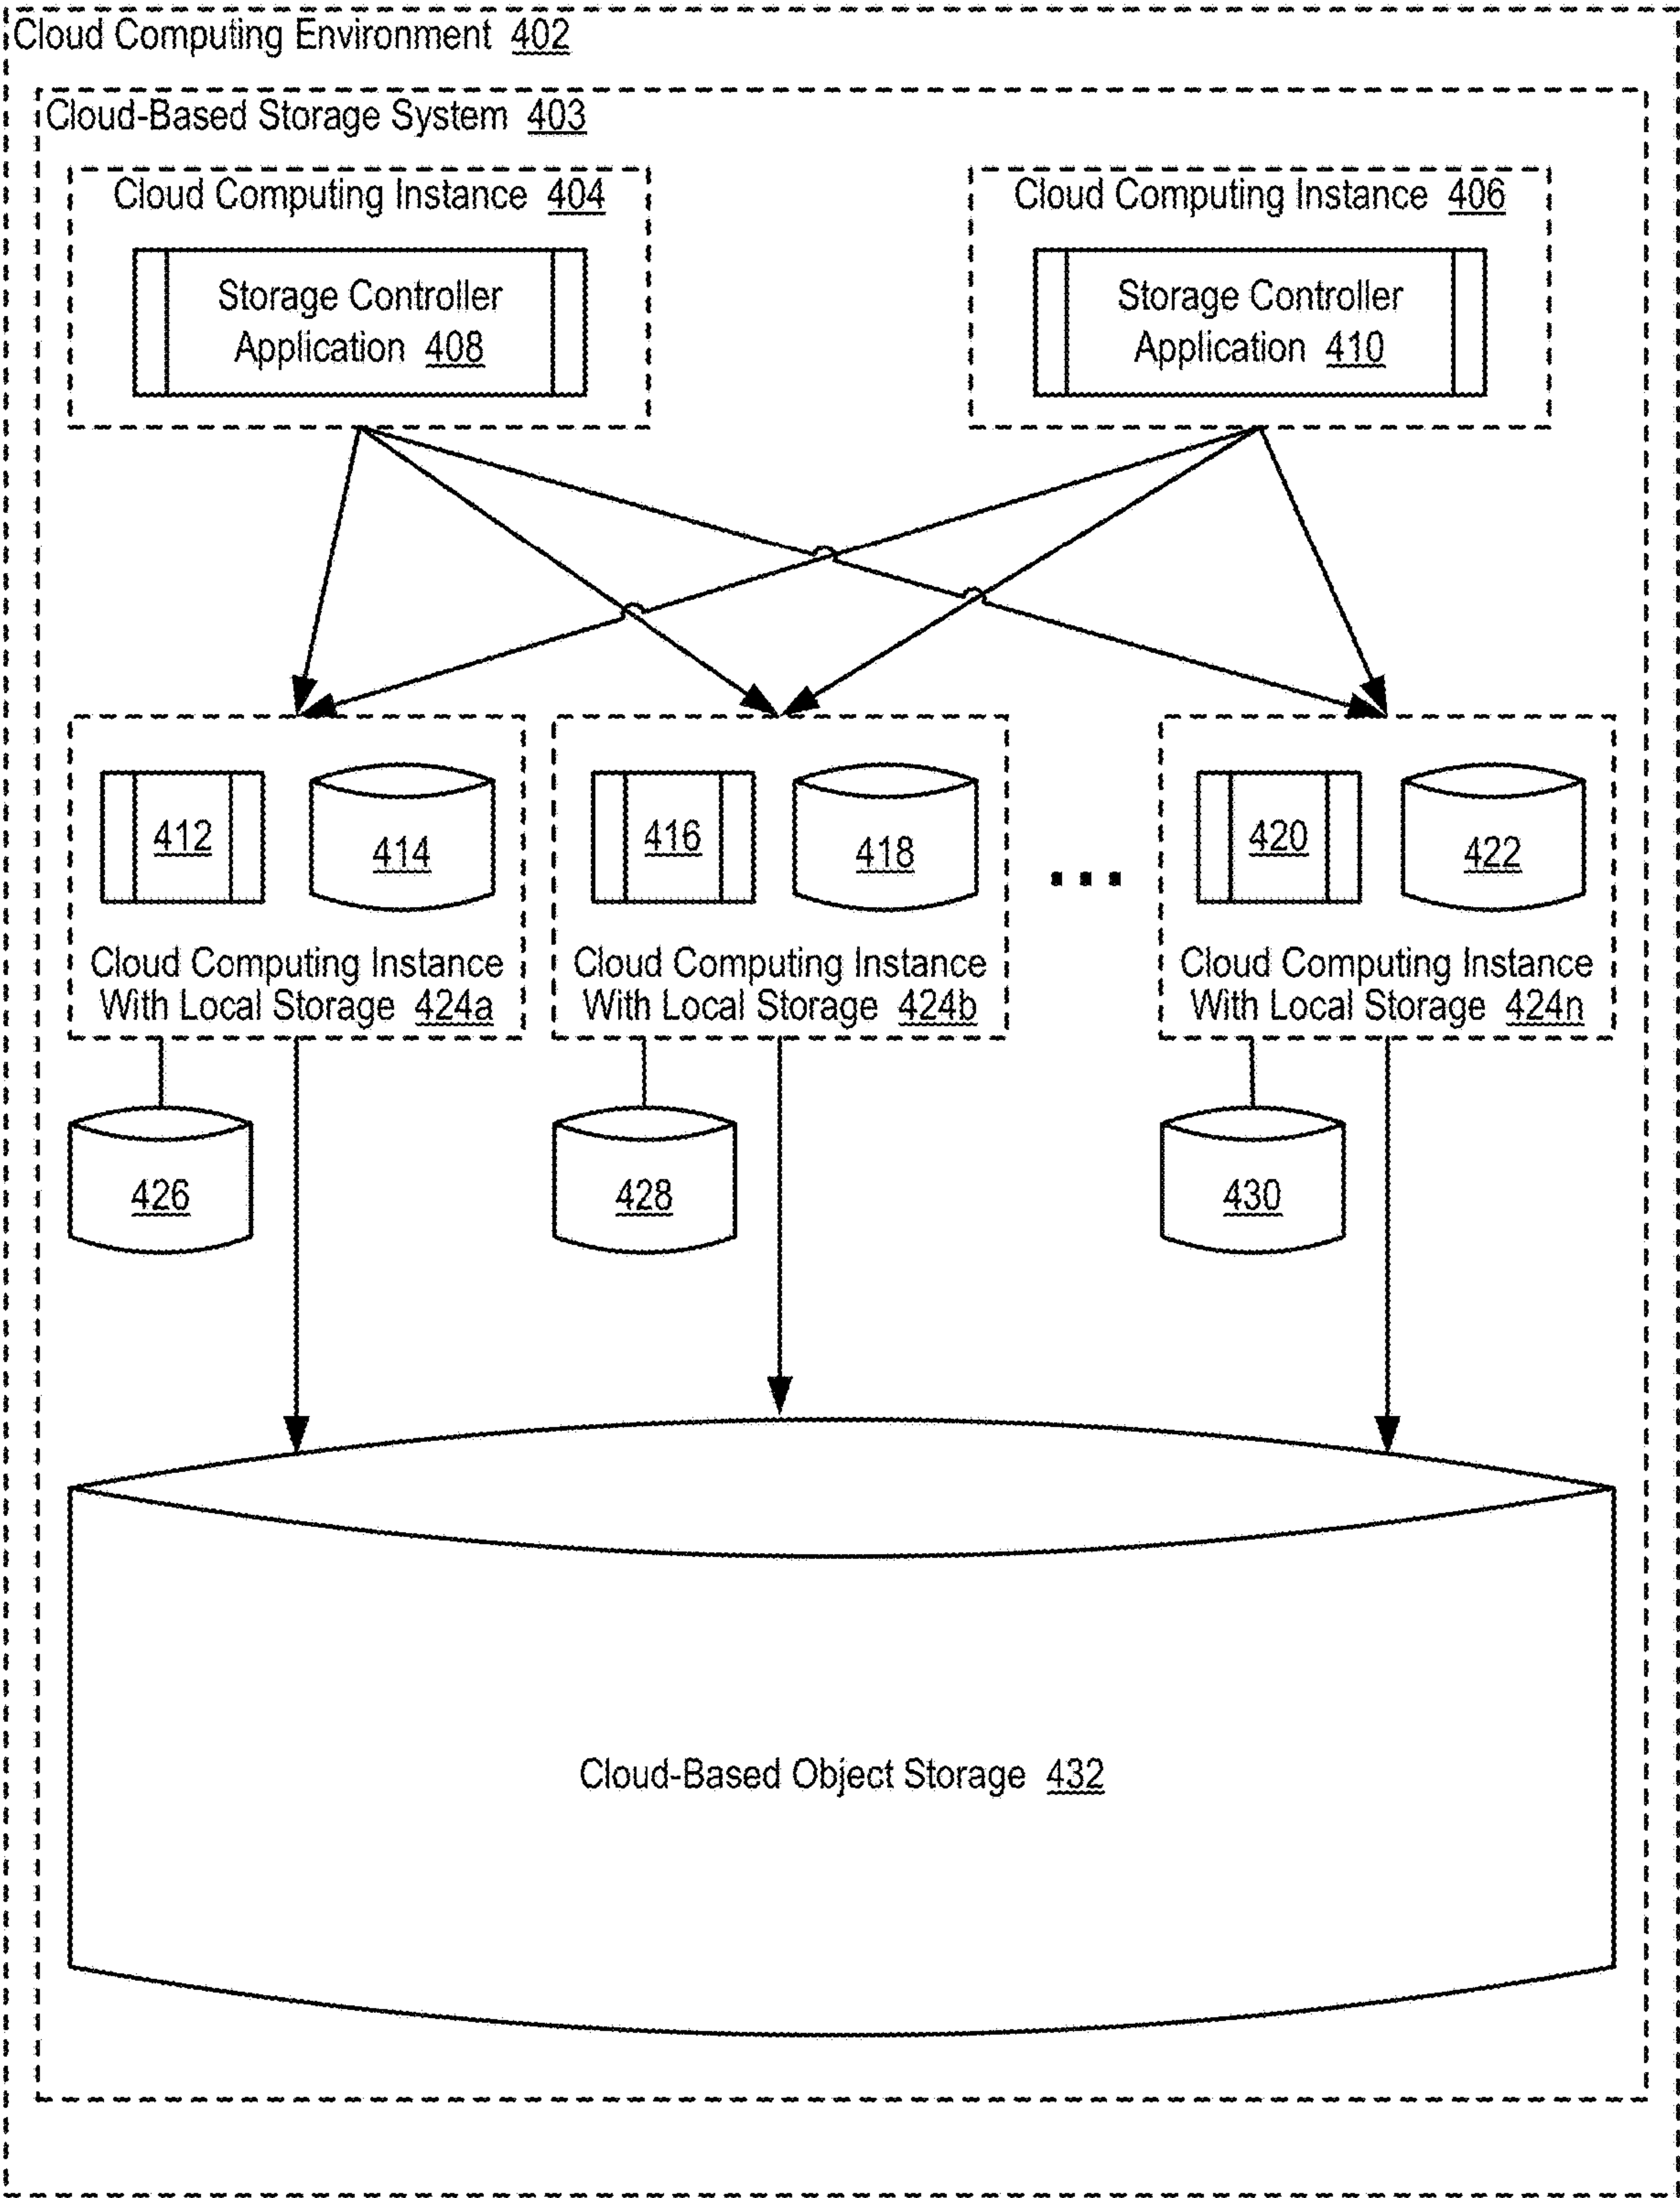 Cloud Computing Environment 402
Cloud-Based Storage System 403
Cloud Computing Instance 404
Storage Controller
Application 408
Cloud Computing Instance 406
Storage Controller
Application 410
412
414
Cloud Computing Instance
With Local Storage 424a
416
418
Cloud Computing Instance
With Local Storage 424b
...
420
422
Cloud Computing Instance
With Local Storage 424n
426
428
430
Cloud-Based Object Storage 432